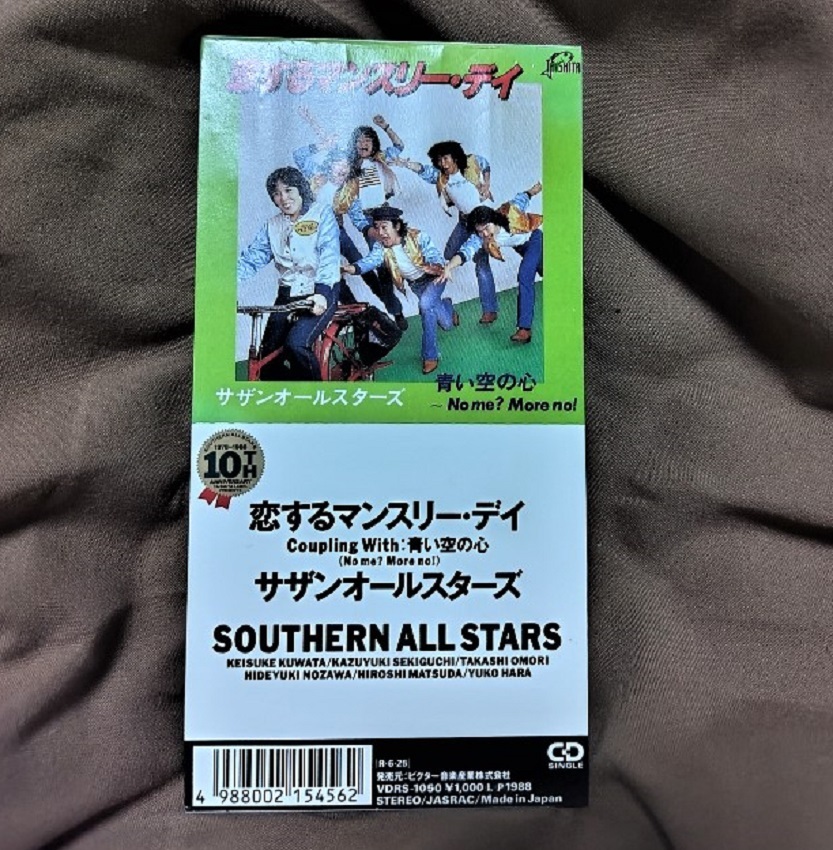 恋するマンスリー・デイ
TAISHITA
サザンオールスターズ
青い空の心
~ No me? More no!
10TH
ANNIVERSARY
恋するマンスリー・デイ
Coupling With:青い空の心
(No me? More no!)
サザンオールスターズ
SOUTHERN ALL STARS
KEISUKE KUWATA/KAZUYUKI SEKIGUCHI/TAKASHI OMORI
HIDEYUKI NOZAWA/HIROSHI MATSUDA/YUKO HARA
4 988002 154562
発売元:ビクター音楽産業株式会社
VDRS-1060 ¥1,000 L P1988
STEREO/JASRAC/Made in Japan
CD
SINGLE